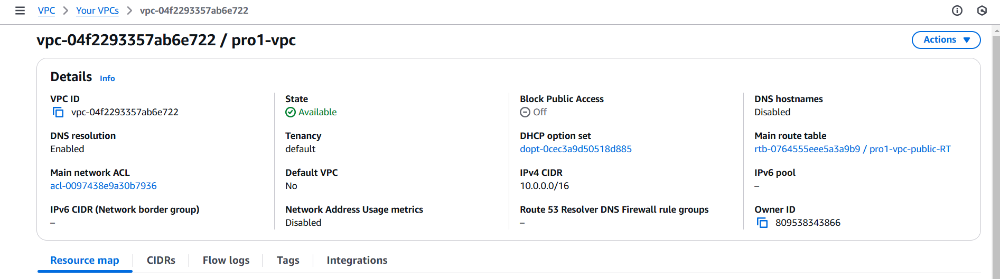 VPC > Your VPCs > vpc-04f2293357ab6e722
vpc-04f2293357ab6e722 / pro1-vpc
Actions
Details Info
VPC ID
vpc-04f2293357ab6e722
State
Available
Block Public Access
Off
DNS hostnames
Disabled
DNS resolution
Enabled
Tenancy
default
DHCP option set
dopt-0cec3a9d50518d885
Main route table
rtb-0764555eee5a3a9b9 / pro1-vpc-public-RT
Main network ACL
acl-0097438e9a30b7936
Default VPC
No
IPv4 CIDR
10.0.0.0/16
IPv6 pool
–
IPv6 CIDR (Network border group)
–
Network Address Usage metrics
Disabled
Route 53 Resolver DNS Firewall rule groups
–
Owner ID
809538343866
Resource map CIDRs Flow logs Tags Integrations